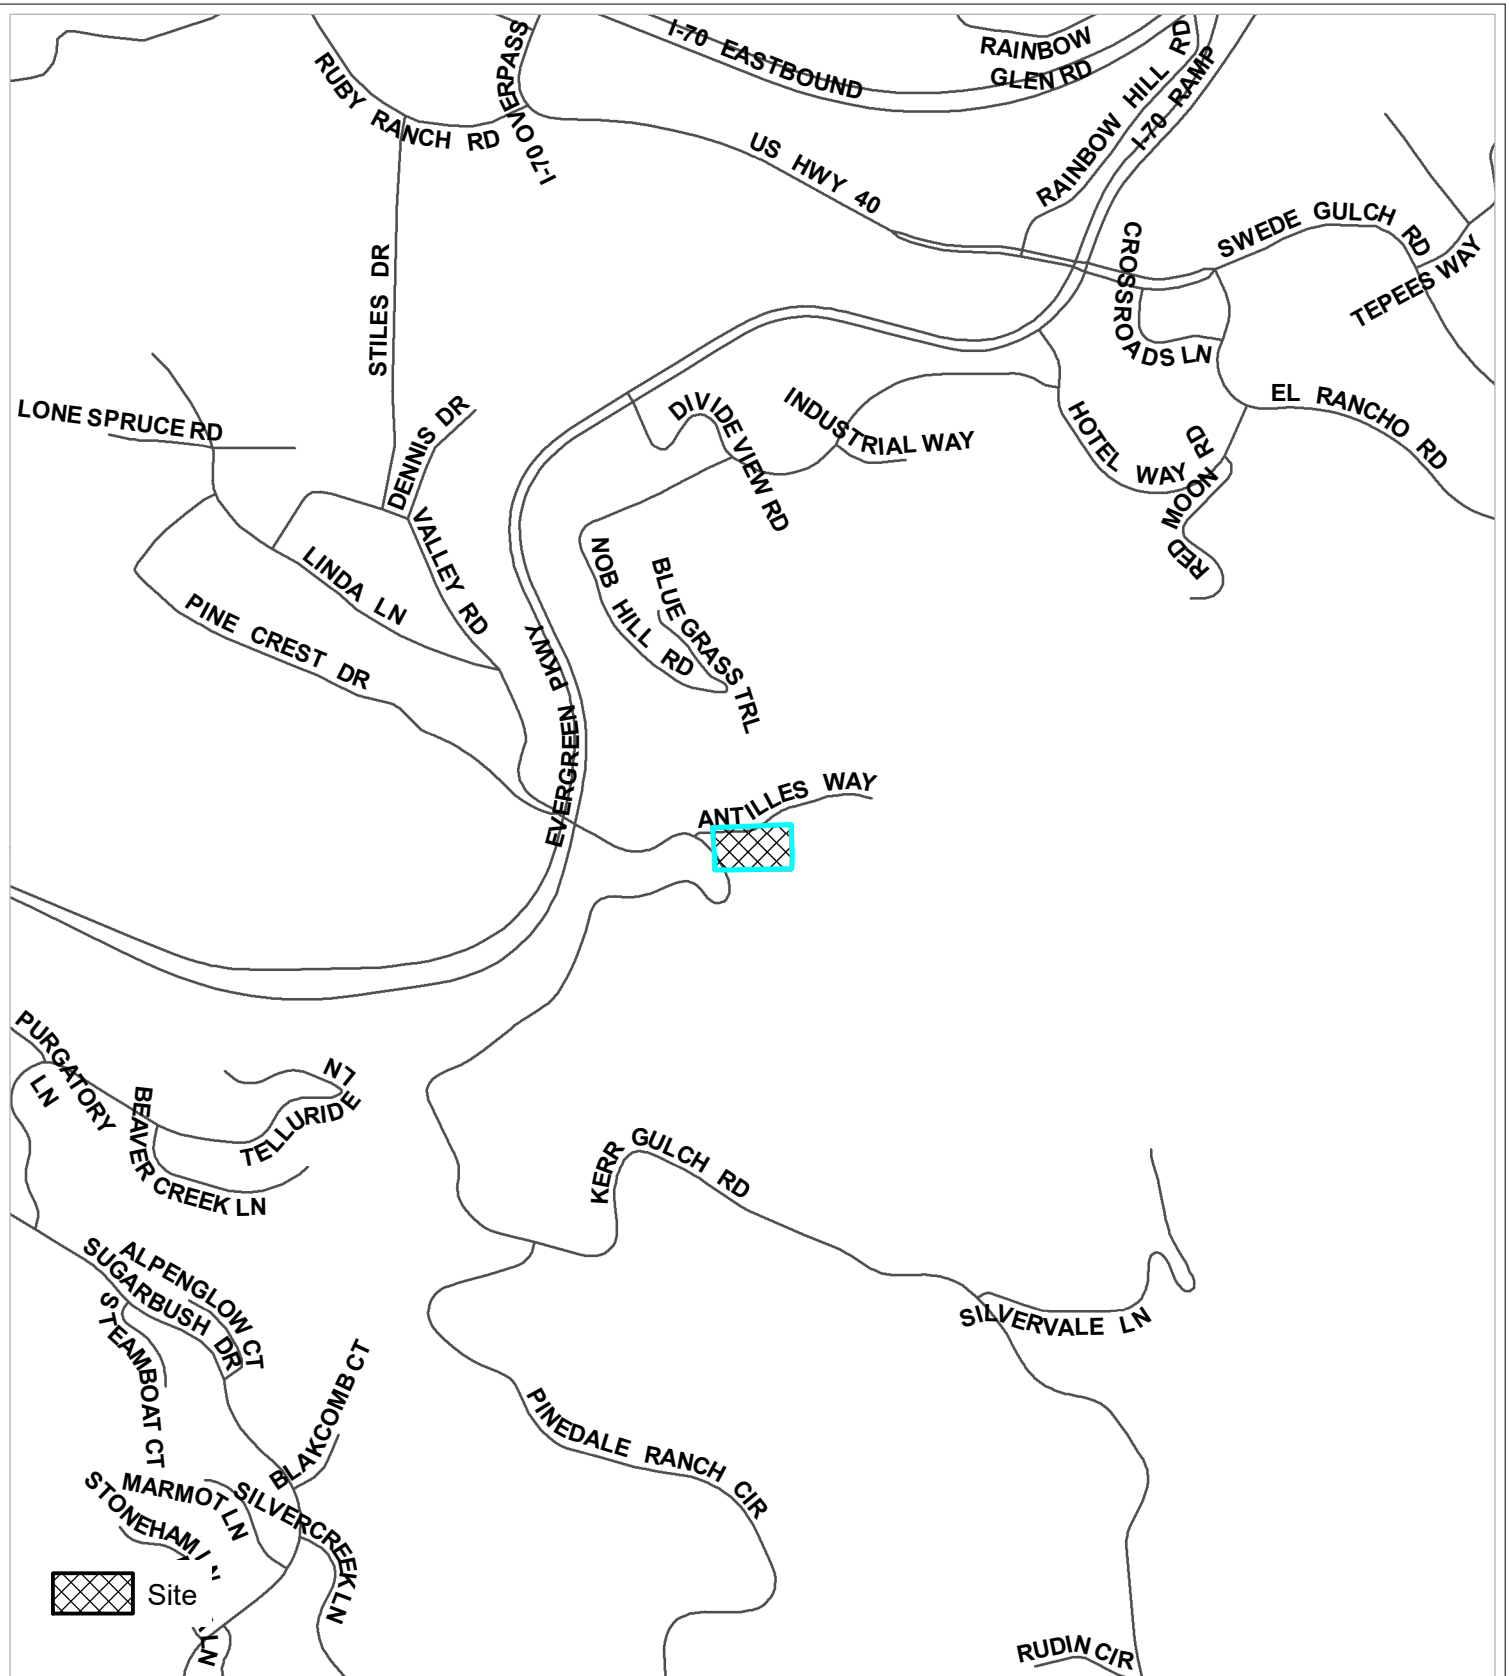 I-70 EASTBOUND
RAINBOW
GLEN RD
RAINBOW HILL RD
I-70 RAMP
RUBY RANCH RD
I-70 OVERPASS
US HWY 40
CROSSROADS LN
SWEDE GULCH RD
TEPEES WAY
STILES DR
LONE SPRUCE RD
DENNIS DR
DIVIDE VIEW RD
INDUSTRIAL WAY
HOTEL WAY
EL RANCHO RD
RED MOON RD
VALLEY RD
LINDA LN
PINE CREST DR
NOB HILL RD
BLUE GRASS TRL
EVERGREEN PKWY
ANTILLES WAY
PURGATORY
LN
BEAVER CREEK LN
TELLURIDE LN
KERR GULCH RD
SILVERVALE LN
ALPENGLOW CT
SUGARBUSH DR
STEAMBOAT CT
BLAKCOMB CT
PINEDALE RANCH CIR
MARMOT LN
SILVERCREEK LN
STONEHAM
Site
LN
RUDIN CIR